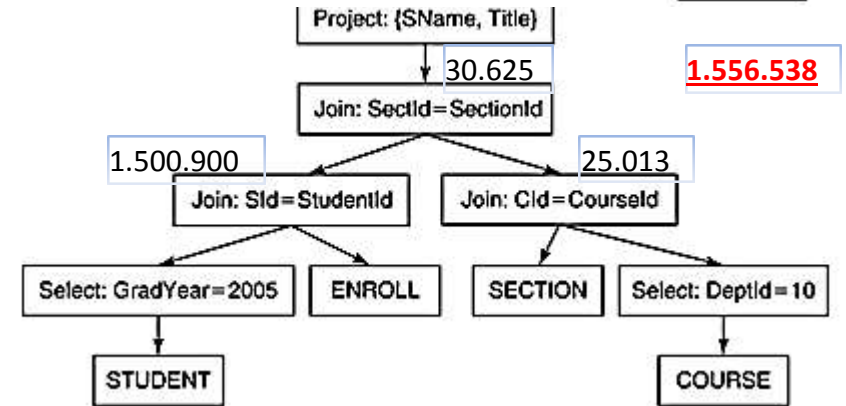 Project: {SName, Title}
30.625
1.556.538
Join: SectId=SectionId
1.500.900
25.013
Join: SId=StudentId
Join: CId=CourseId
Select: GradYear=2005
ENROLL
SECTION
Select: DeptId=10
STUDENT
COURSE